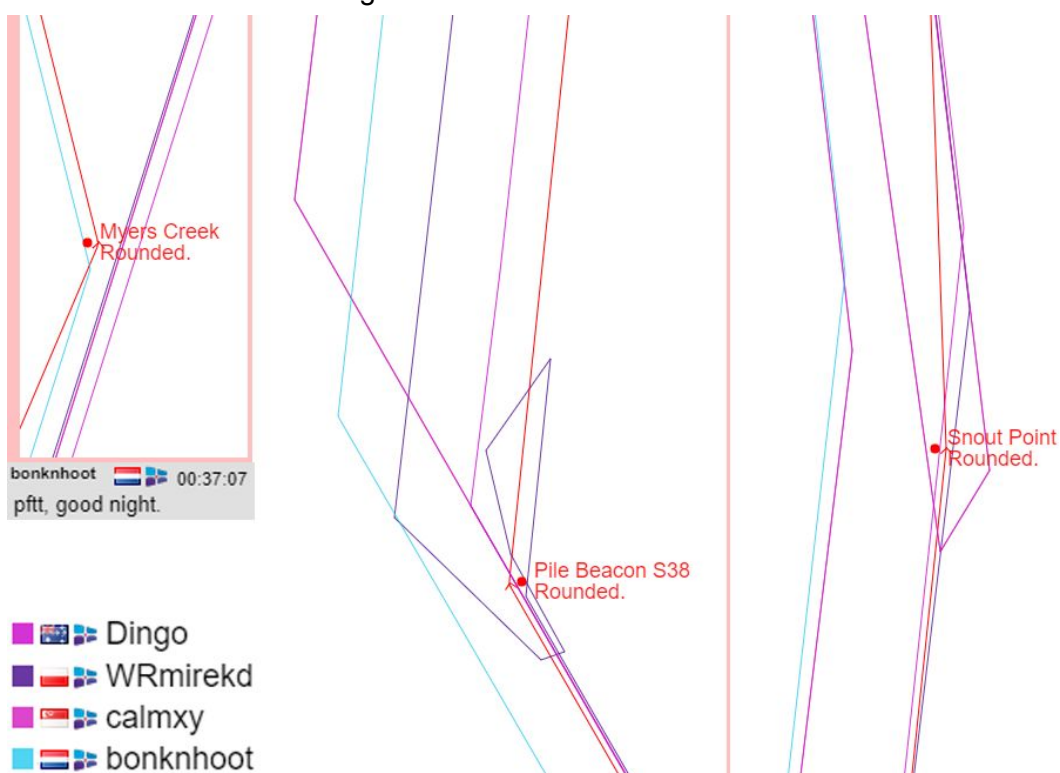 Myers Creek
Rounded.
bonknhoot 00:37:07
pftt, good night.
Pile Beacon S38
Rounded.
Snout Point
Rounded.
Dingo
WRmirekd
calmxy
bonknhoot